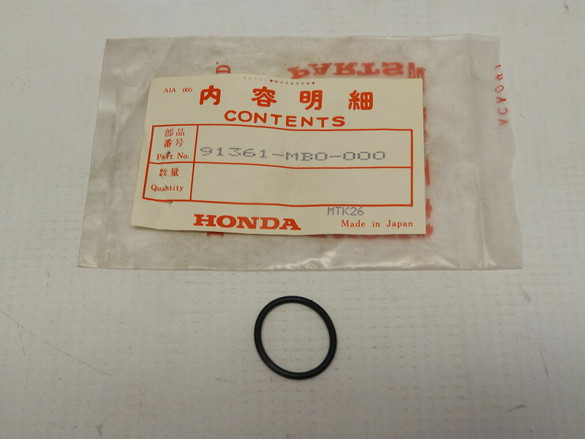 PARTS
AIA 005
内容明細
CONTENTS
部品
番号
Part No.
91361-MB0-000
数量
Quantity
MTK26
HONDA
Made in Japan